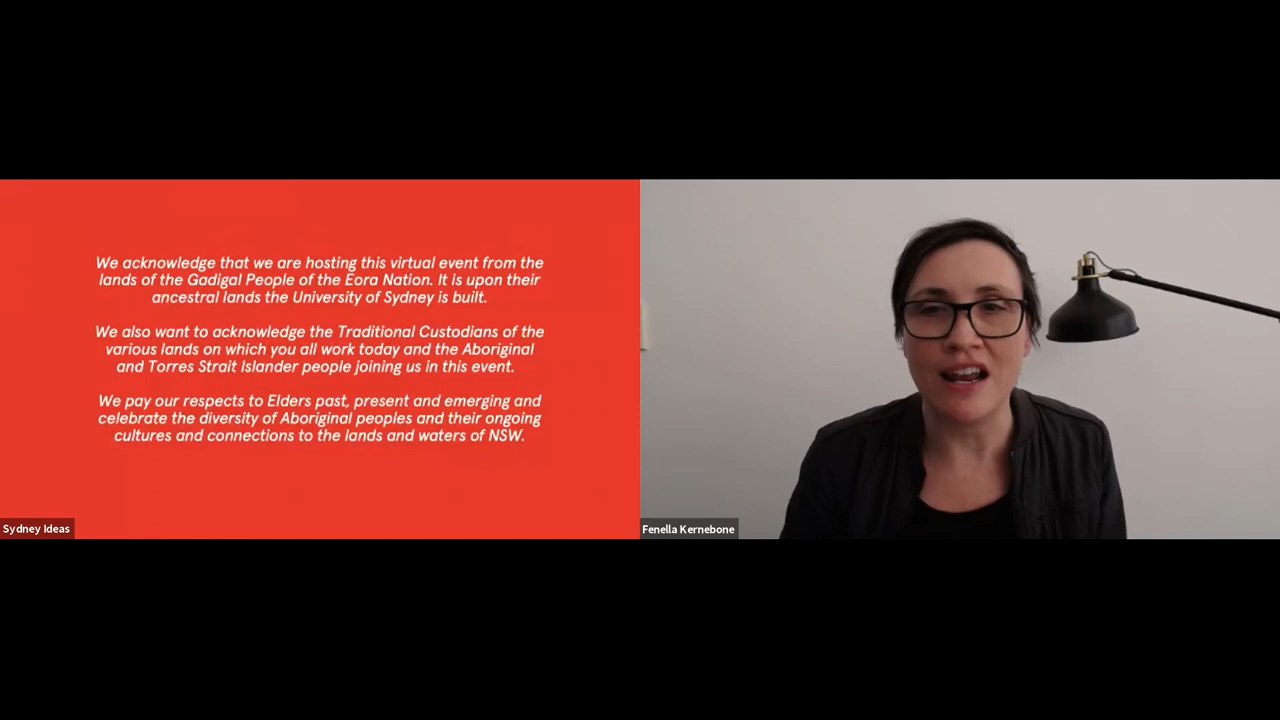 We acknowledge that we are hosting this virtual event from the
lands of the Gadigal People of the Eora Nation. It is upon their
ancestral lands the University of Sydney is built.
We also want to acknowledge the Traditional Custodians of the
various lands on which you all work today and the Aboriginal
and Torres Strait Islander people joining us in this event.
We pay our respects to Elders past, present and emerging and
celebrate the diversity of Aboriginal peoples and their ongoing
cultures and connections to the lands and waters of NSW.
Sydney Ideas
Fenella Kernebone